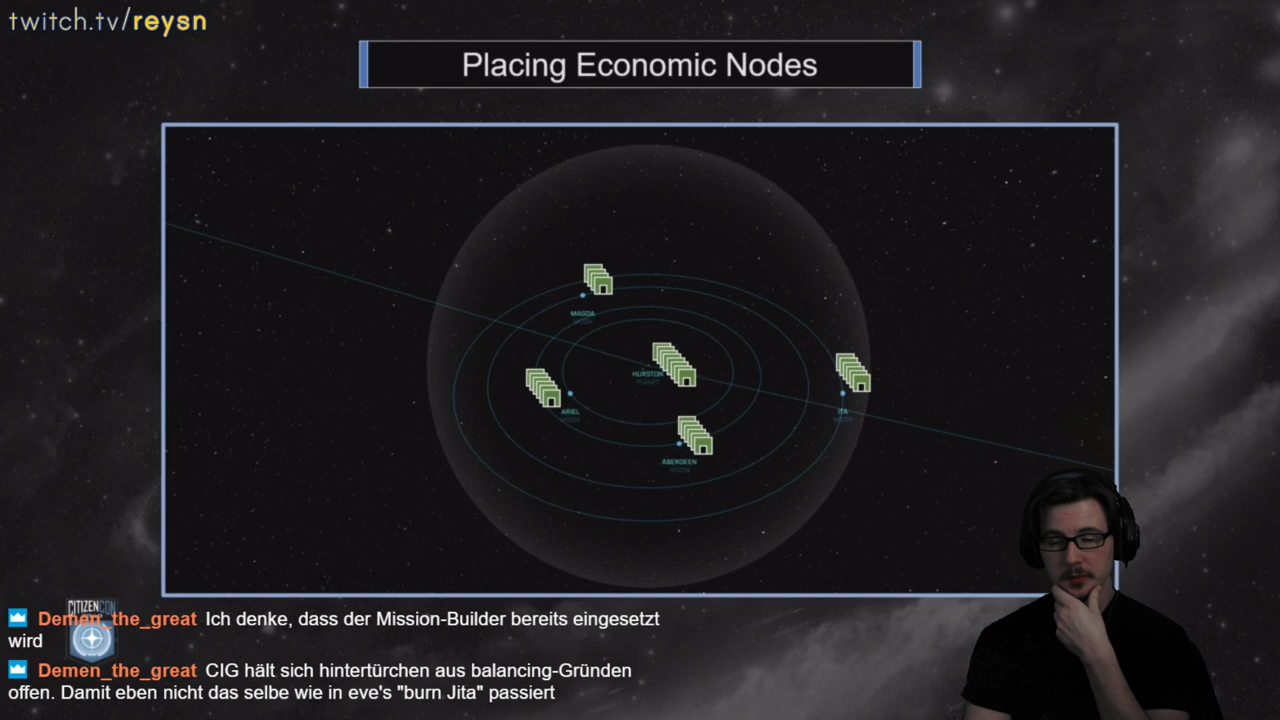 twitch.tv/reysn
Placing Economic Nodes
MAGDA
MOON
HURSTON
PLANET
ARIEL
MOON
ITA
MOON
ABERDEEN
MOON
CITIZENCON
Demen_the_great Ich denke, dass der Mission-Builder bereits eingesetzt
wird
Demen_the_great CIG hält sich hintertürchen aus balancing-Gründen
offen. Damit eben nicht das selbe wie in eve's "burn Jita" passiert